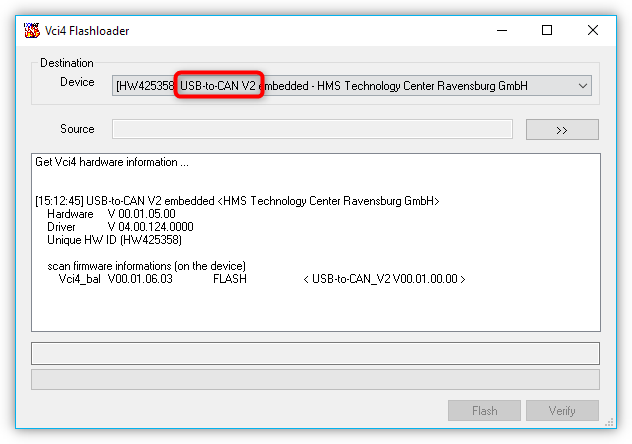 Vci4 Flashloader
Destination
Device [HW425358] USB-to-CAN V2 embedded - HMS Technology Center Ravensburg GmbH
Source >>
Get Vci4 hardware information ...
[15:12:45] USB-to-CAN V2 embedded <HMS Technology Center Ravensburg GmbH>
Hardware V 00.01.05.00
Driver V 04.00.124.0000
Unique HW ID (HW425358)
scan firmware informations (on the device)
Vci4_bal V00.01.06.03 FLASH < USB-to-CAN_V2 V00.01.00.00 >
Flash Verify